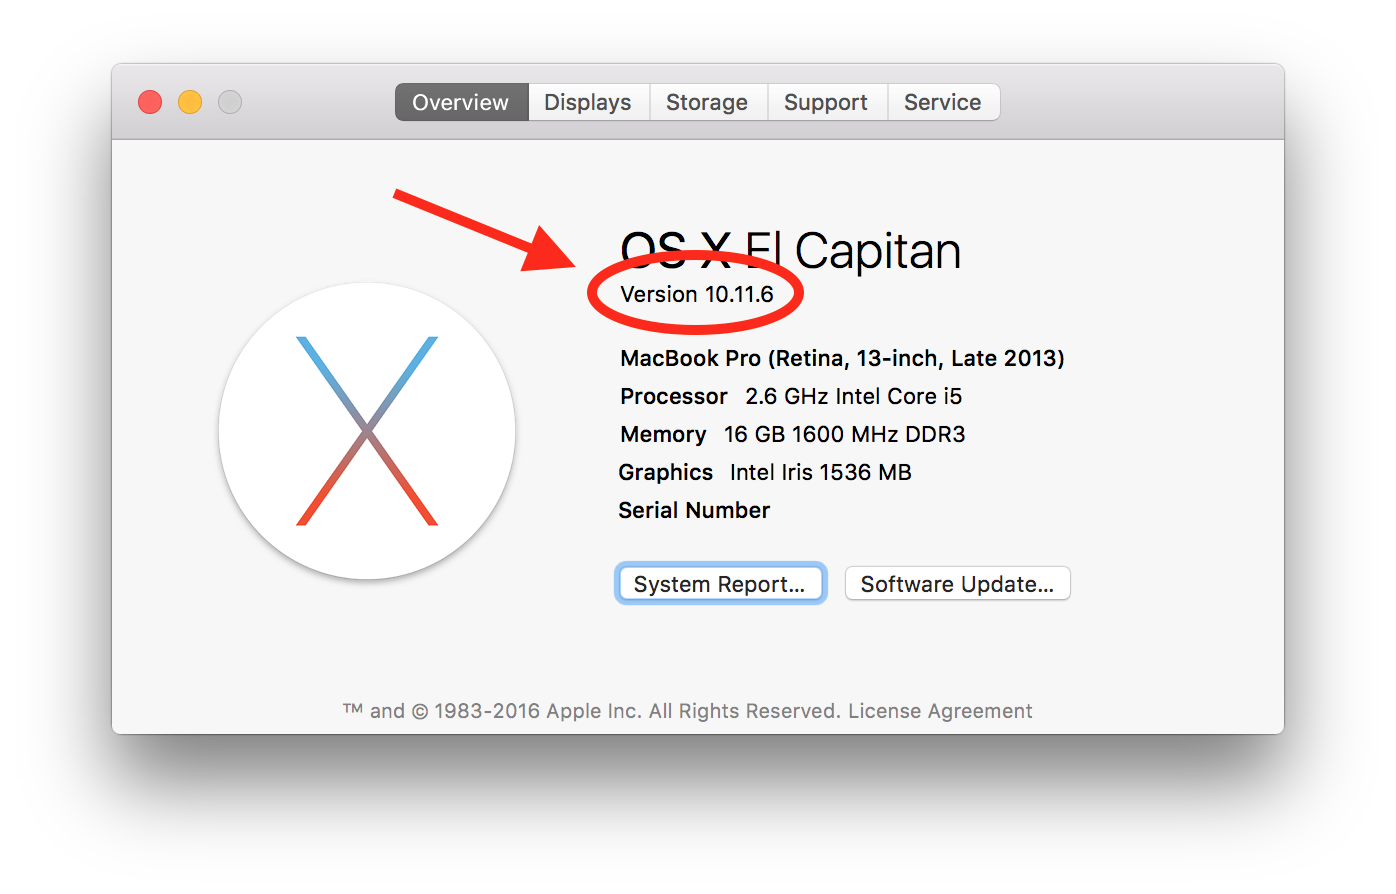 Overview Displays Storage Support Service
OS X El Capitan
Version 10.11.6
MacBook Pro (Retina, 13-inch, Late 2013)
Processor 2.6 GHz Intel Core i5
Memory 16 GB 1600 MHz DDR3
Graphics Intel Iris 1536 MB
Serial Number
System Report... Software Update...
™ and © 1983-2016 Apple Inc. All Rights Reserved. License Agreement